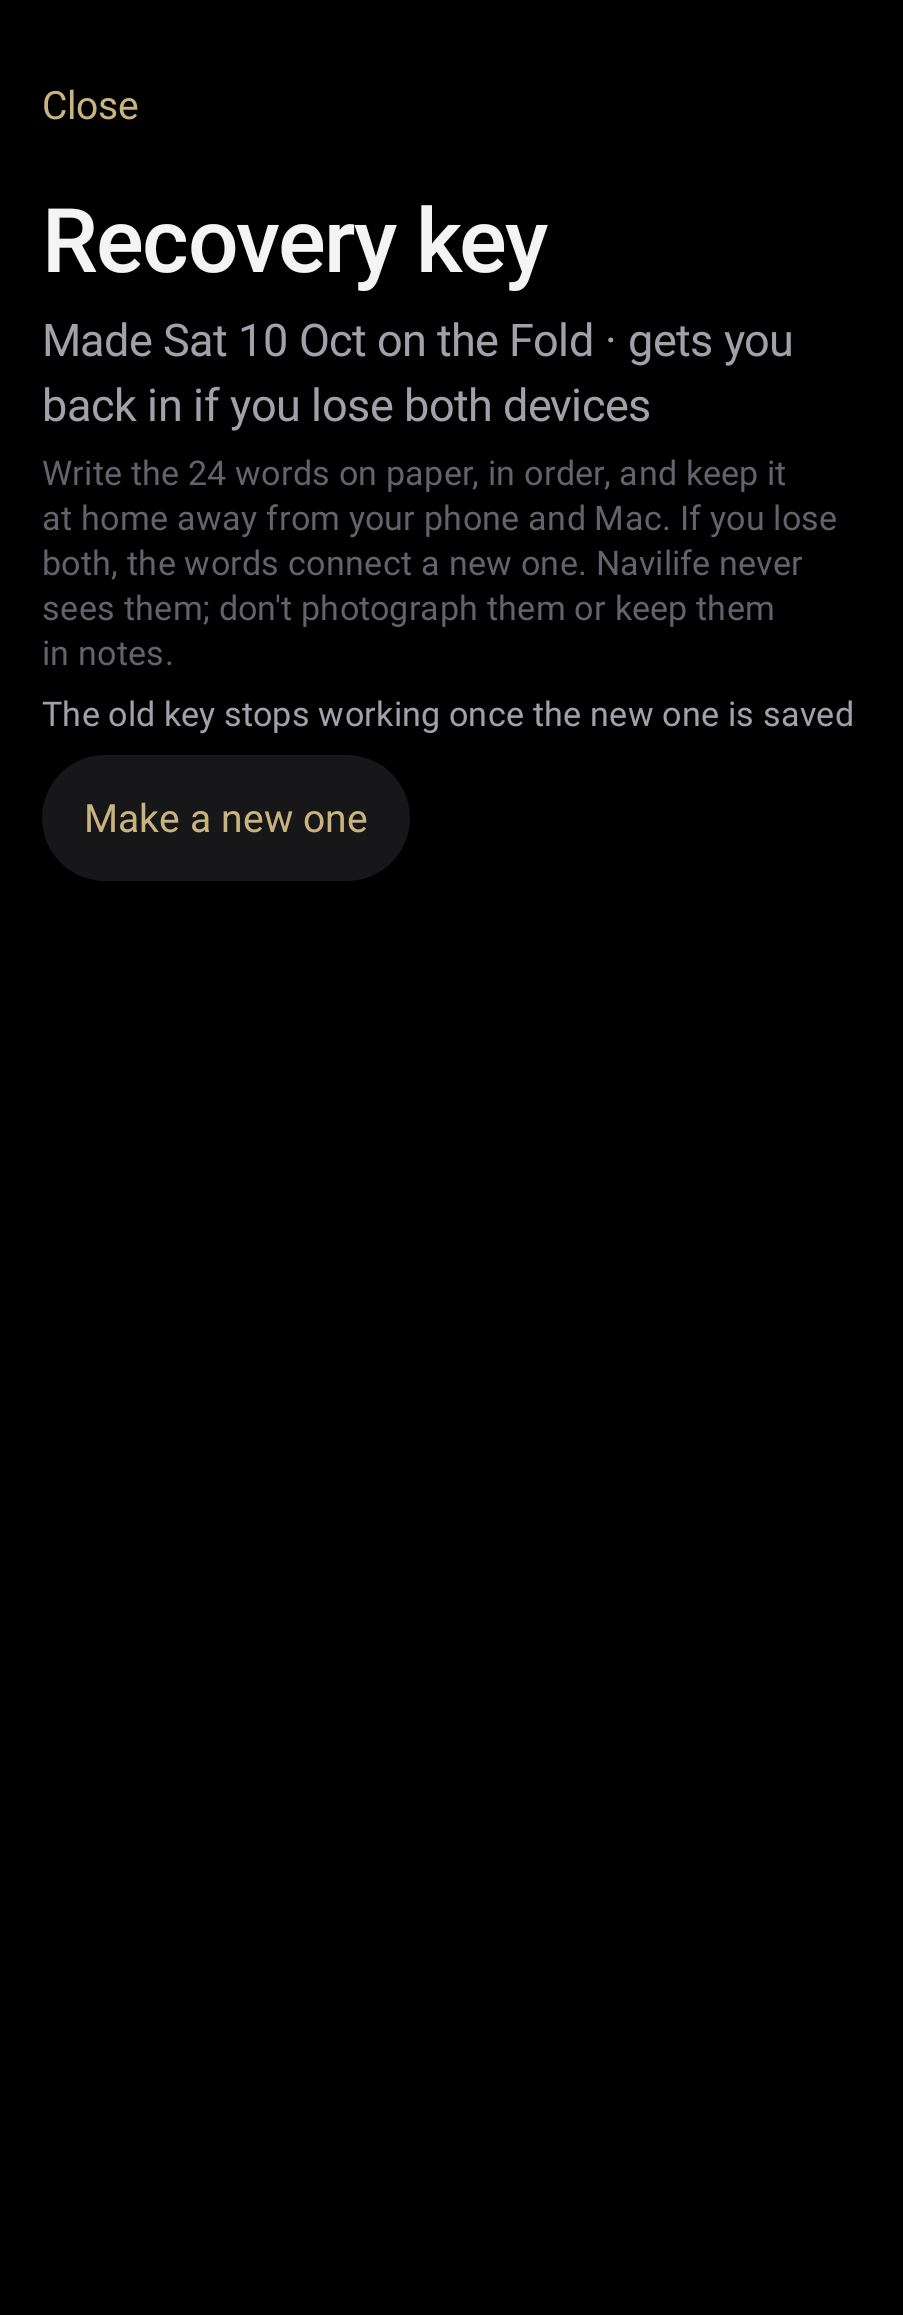 Close
Recovery key
Made Sat 10 Oct on the Fold · gets you
back in if you lose both devices
Write the 24 words on paper, in order, and keep it
at home away from your phone and Mac. If you lose
both, the words connect a new one. Navilife never
sees them; don't photograph them or keep them
in notes.
The old key stops working once the new one is saved
Make a new one